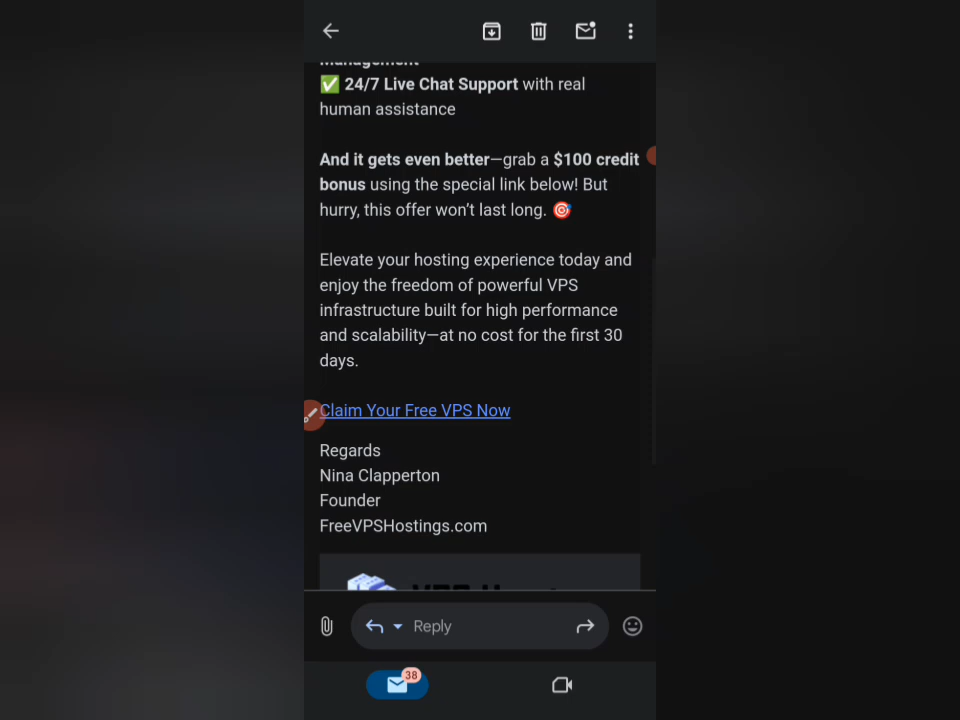 ✅ 24/7 Live Chat Support with real
human assistance
And it gets even better—grab a $100 credit
bonus using the special link below! But
hurry, this offer won’t last long. 🎯
Elevate your hosting experience today and
enjoy the freedom of powerful VPS
infrastructure built for high performance
and scalability—at no cost for the first 30
days.
Claim Your Free VPS Now
Regards
Nina Clapperton
Founder
FreeVPSHostings.com
Reply
38